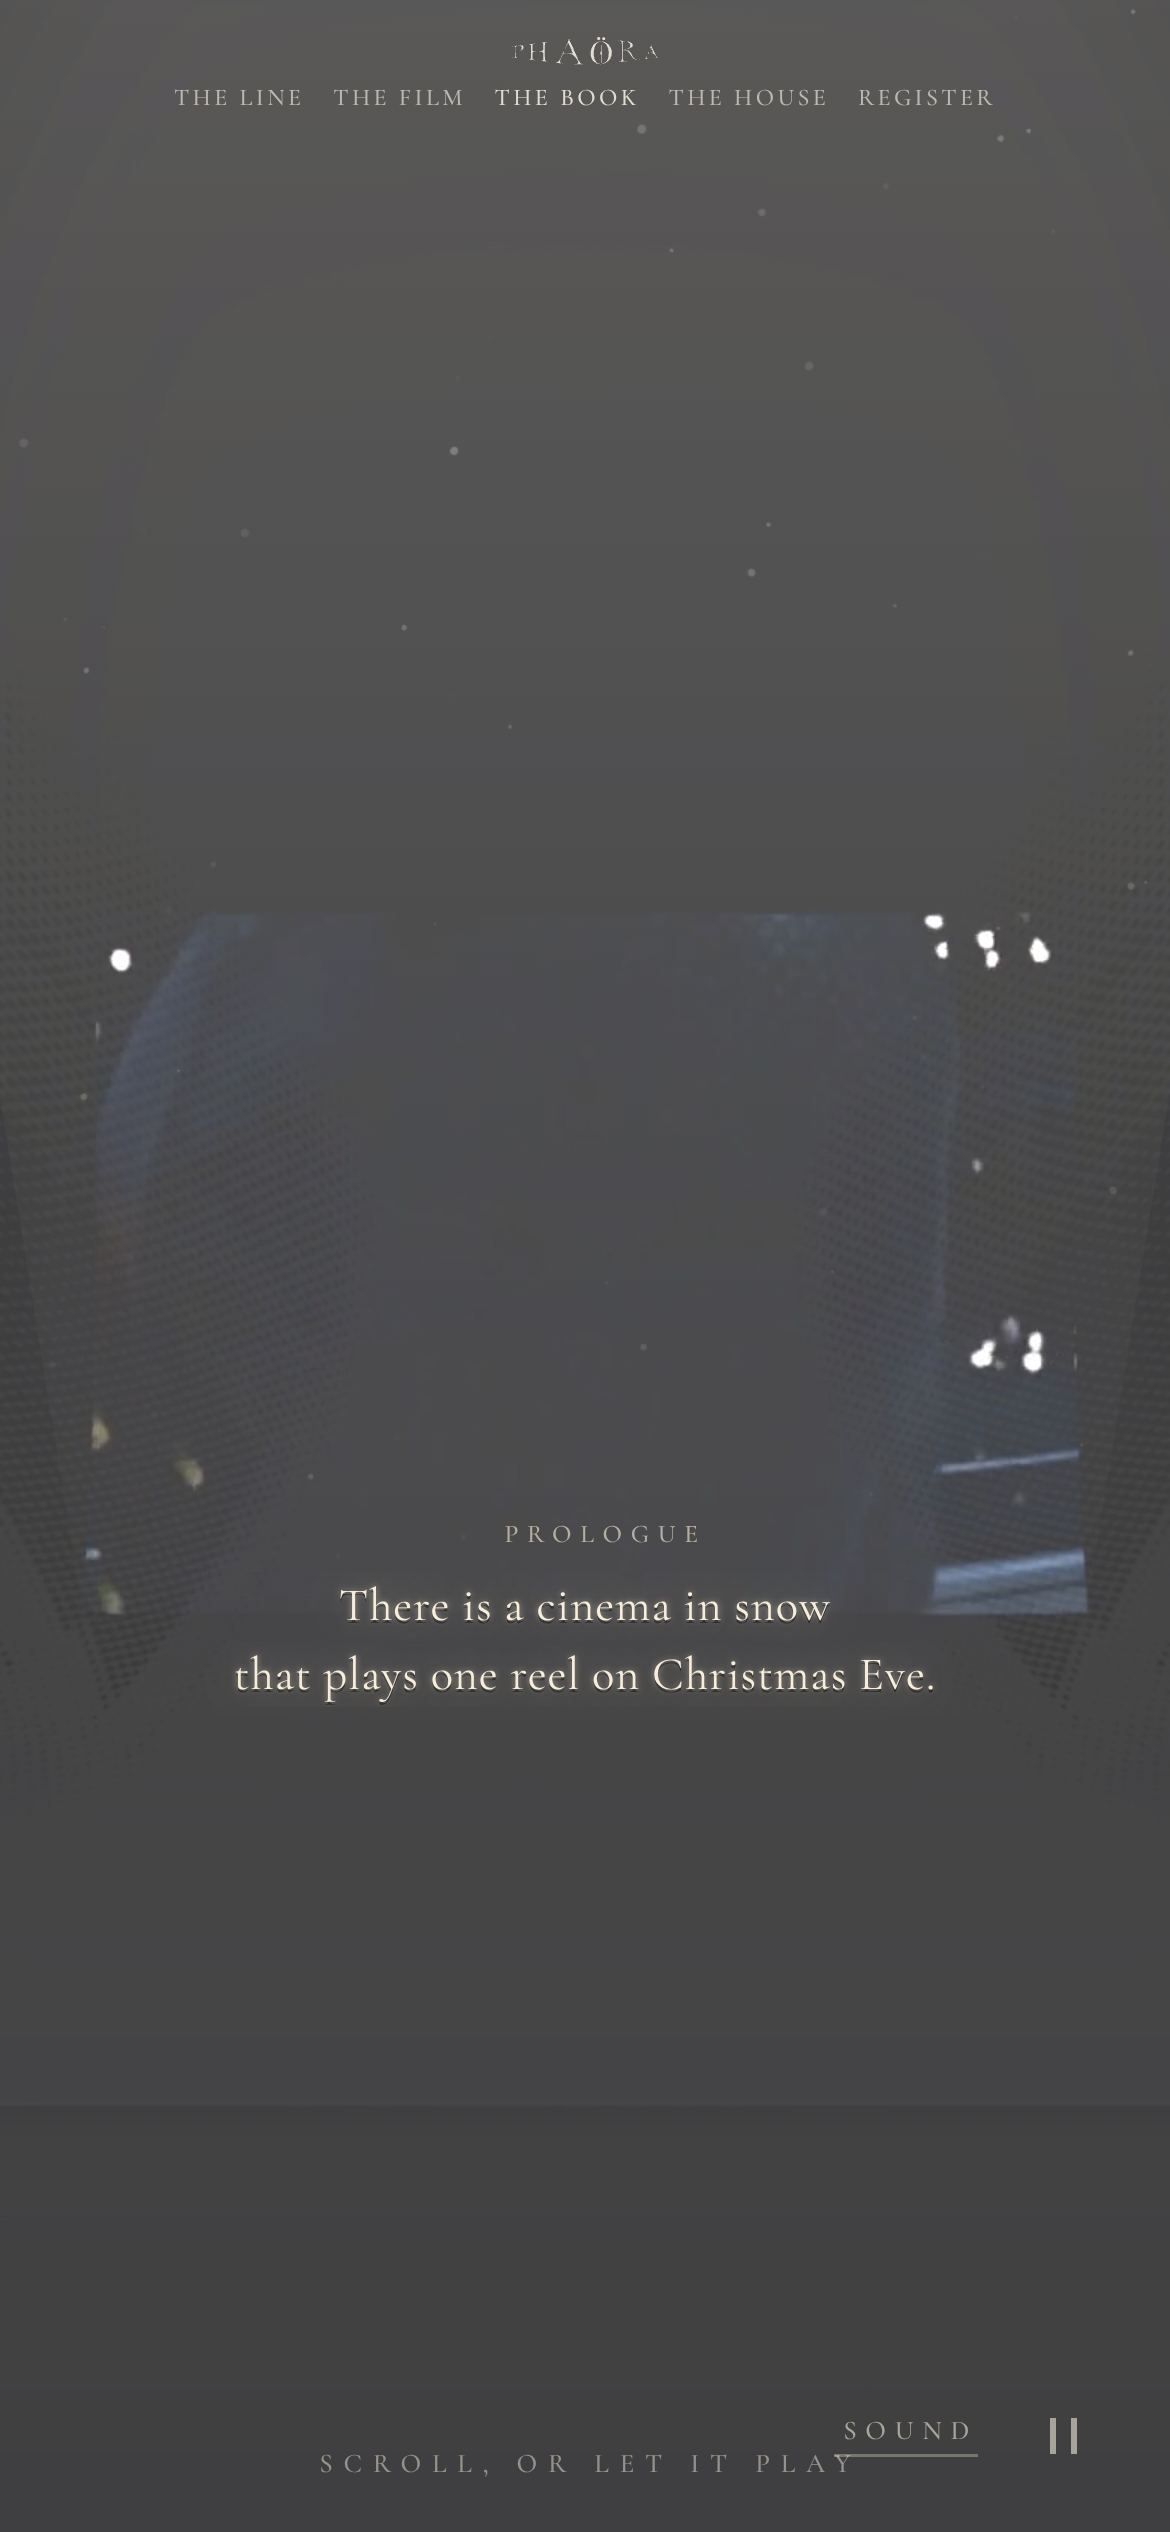 PHAÖRA
THE LINE THE FILM THE BOOK THE HOUSE REGISTER
PROLOGUE
There is a cinema in snow
that plays one reel on Christmas Eve.
SOUND
SCROLL, OR LET IT PLAY